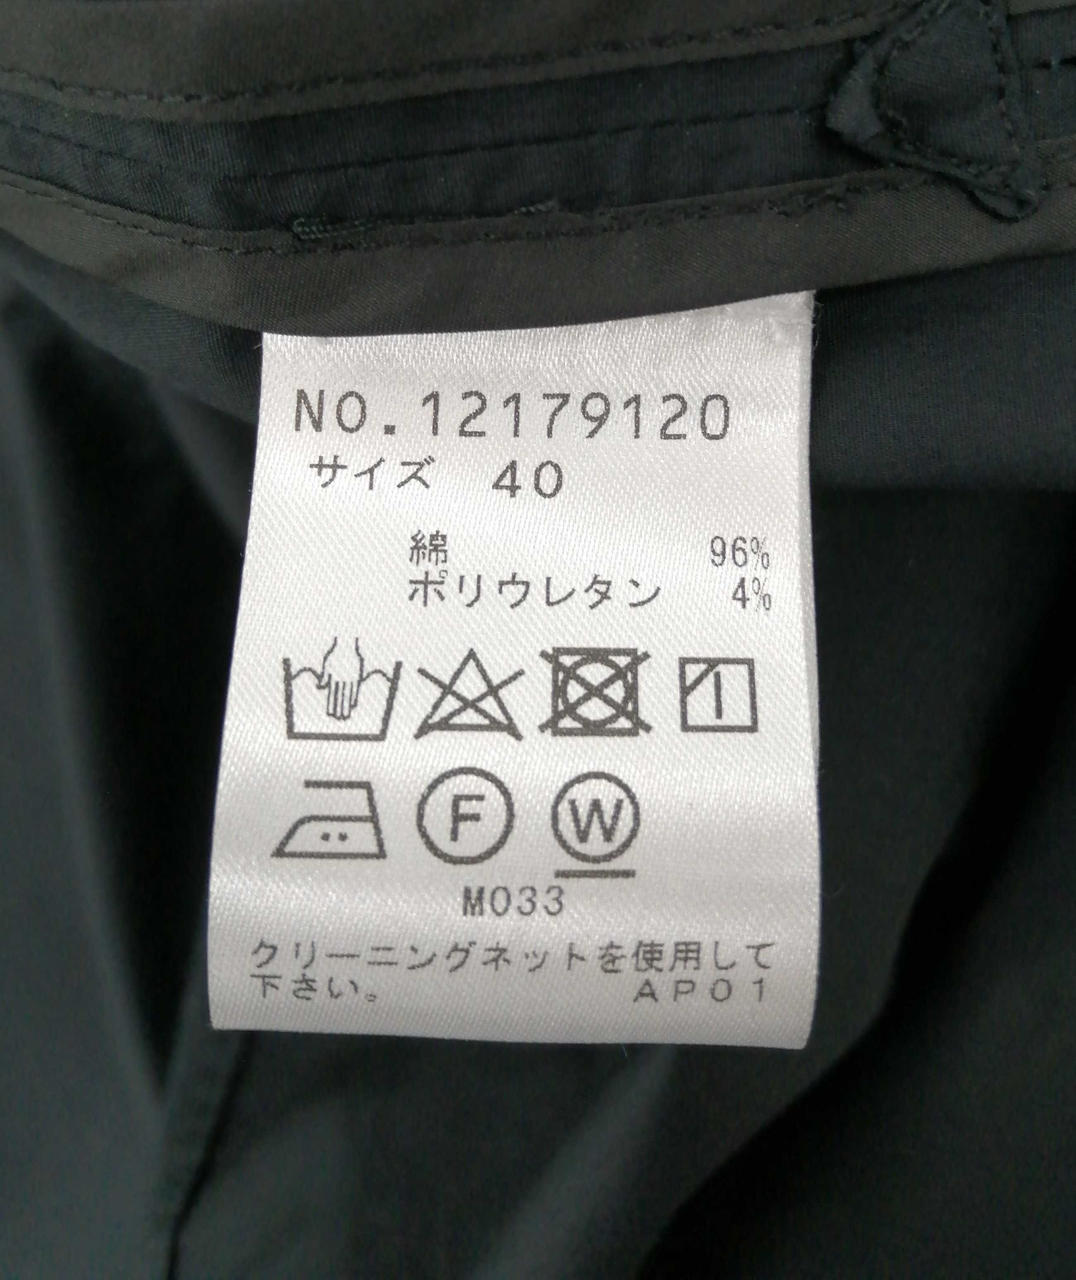 NO.12179120
サイズ 40
綿 96%
ポリウレタン 4%
F W
M033
クリーニングネットを使用して
下さい。 AP01